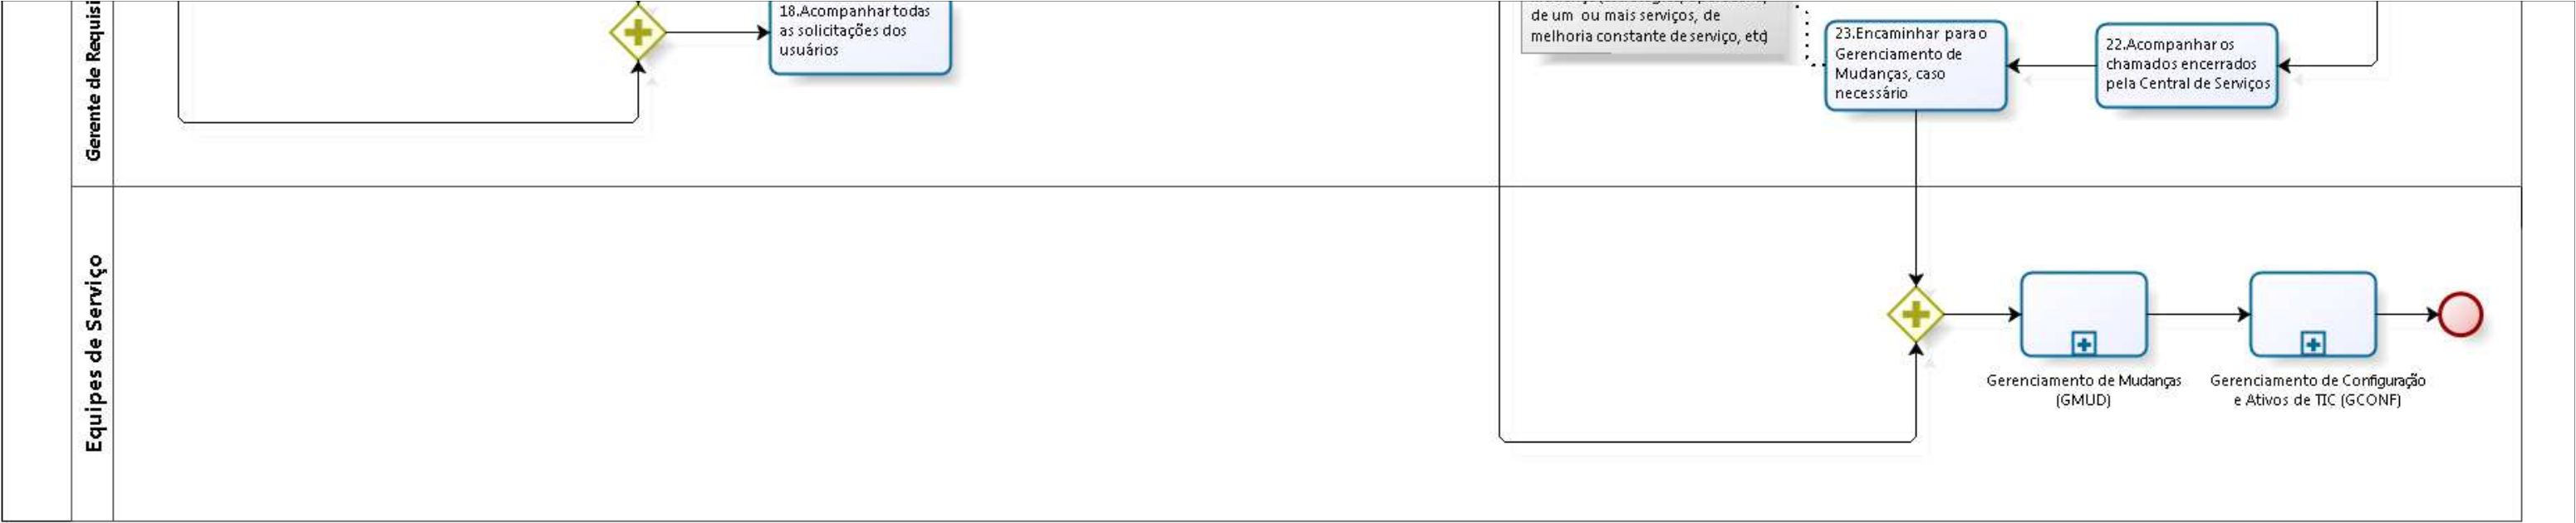 Gerente de Requisi
18.Acompanhar todas
as solicitações dos
usuários
de um ou mais serviços, de
melhoria constante de serviço, etc
23.Encaminhar para o
Gerenciamento de
Mudanças, caso
necessário
22.Acompanhar os
chamados encerrados
pela Central de Serviços
Equipes de Serviço
Gerenciamento de Mudanças
(GMUD)
Gerenciamento de Configuração
e Ativos de TIC (GCONF)